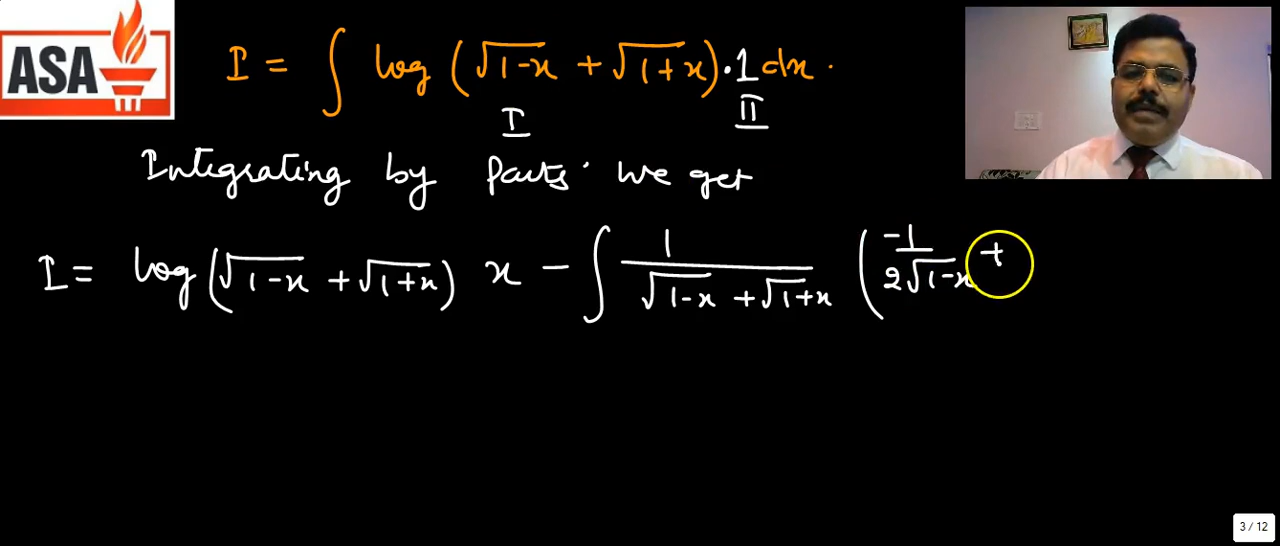 ASA
I = ∫ log (√1-x + √1+x) . 1 dx .
I II
Integrating by Parts. We get
I = log (√1-x + √1+x) x - ∫ 1/(√1-x + √1+x) ( -1/(2√1-x) +
3 / 12